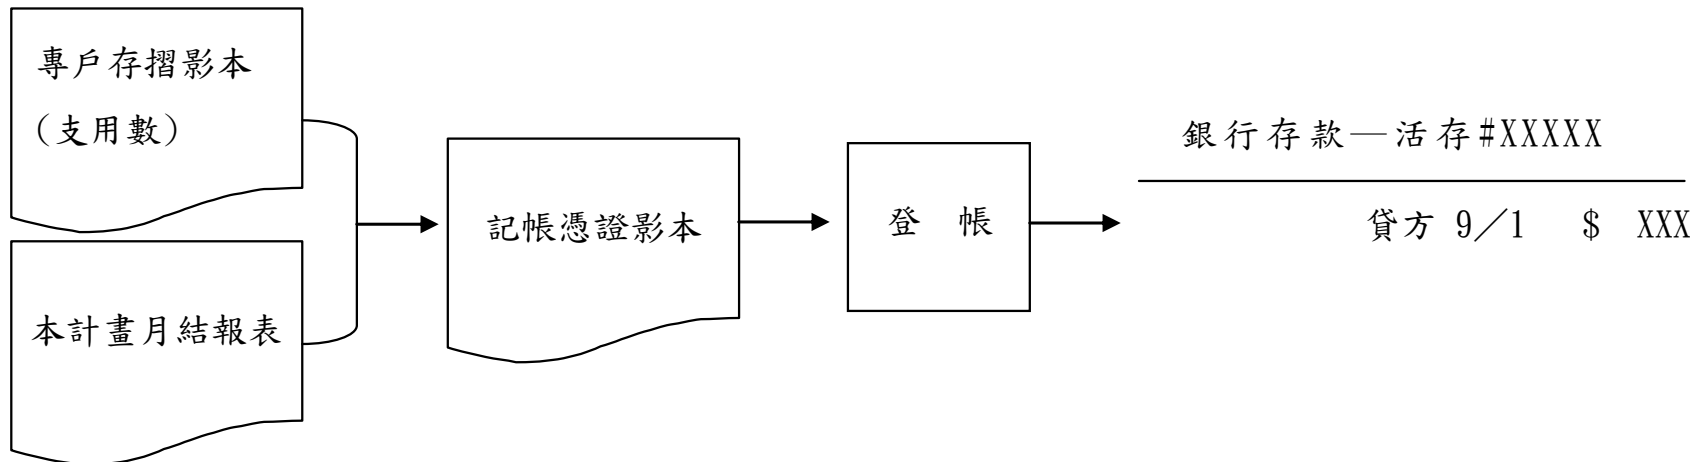 專戶存摺影本
(支用數)
本計畫月結報表
記帳憑證影本
登 帳
銀行存款—活存#XXXXX
貸方 9／1 $ XXX